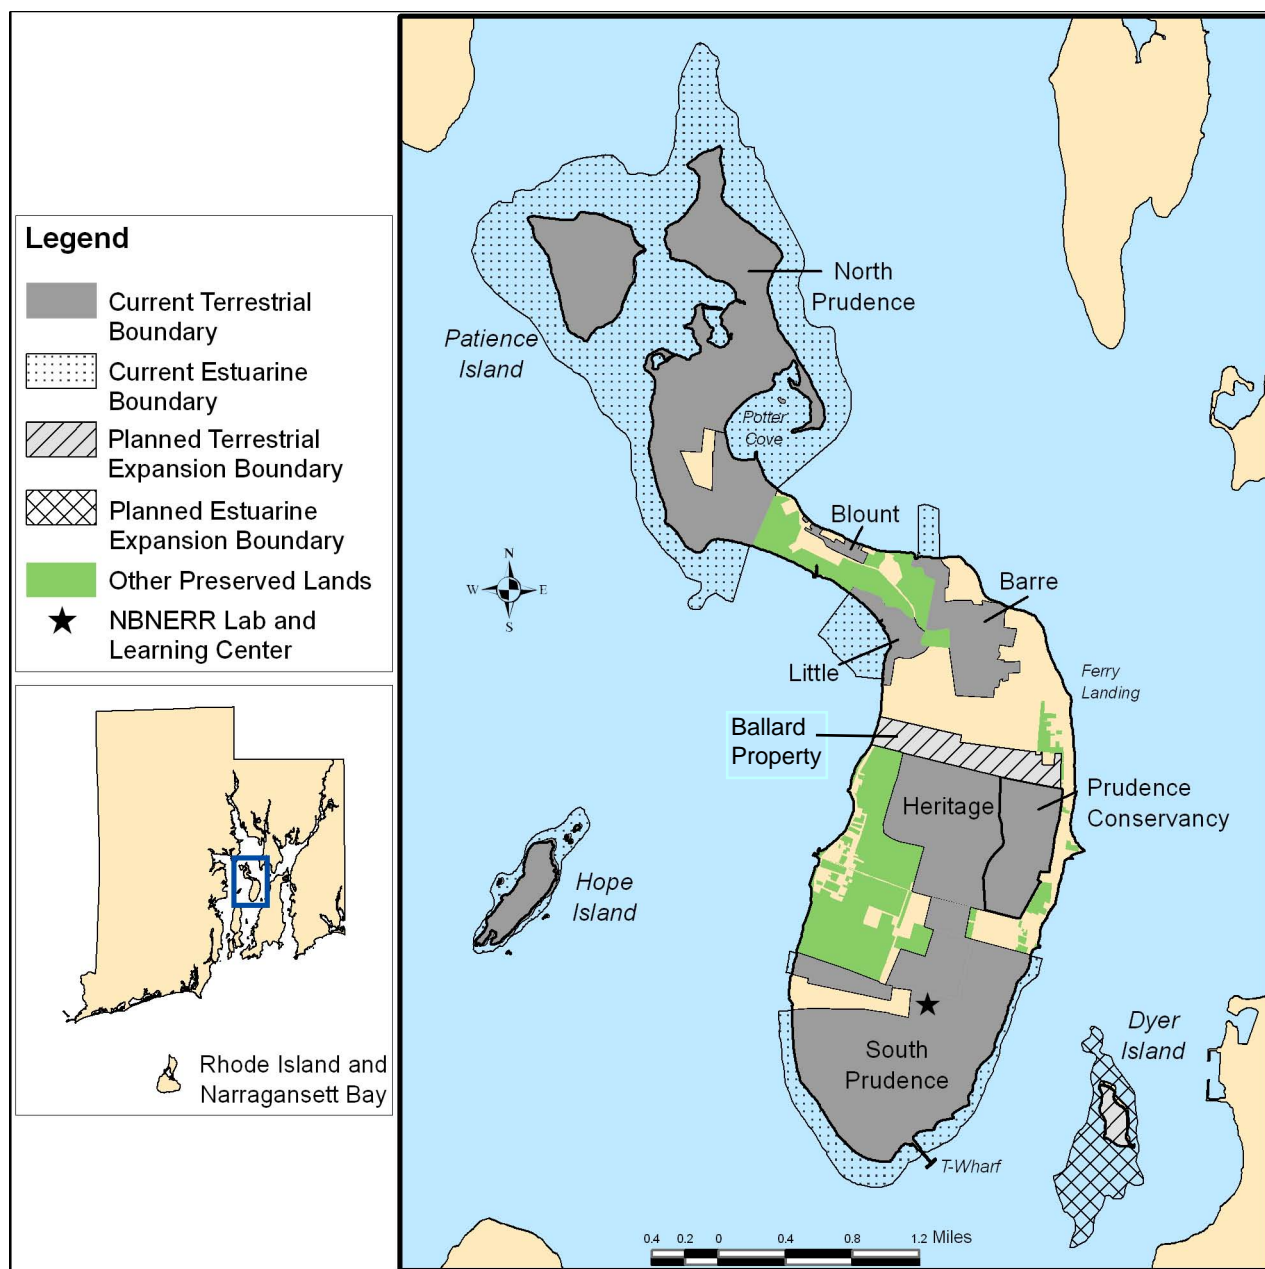 Legend
Current Terrestrial
Boundary
Current Estuarine
Boundary
Planned Terrestrial
Expansion Boundary
Planned Estuarine
Expansion Boundary
Other Preserved Lands
NBNERR Lab and
Learning Center
Rhode Island and
Narragansett Bay
North
Prudence
Patience
Island
Potter
Cove
Blount
Barre
N
W
E
S
Little
Ferry
Landing
Ballard
Property
Heritage
Prudence
Conservancy
Hope
Island
Dyer
Island
South
Prudence
T-Wharf
0.4 0.2 0 0.4 0.8 1.2 Miles